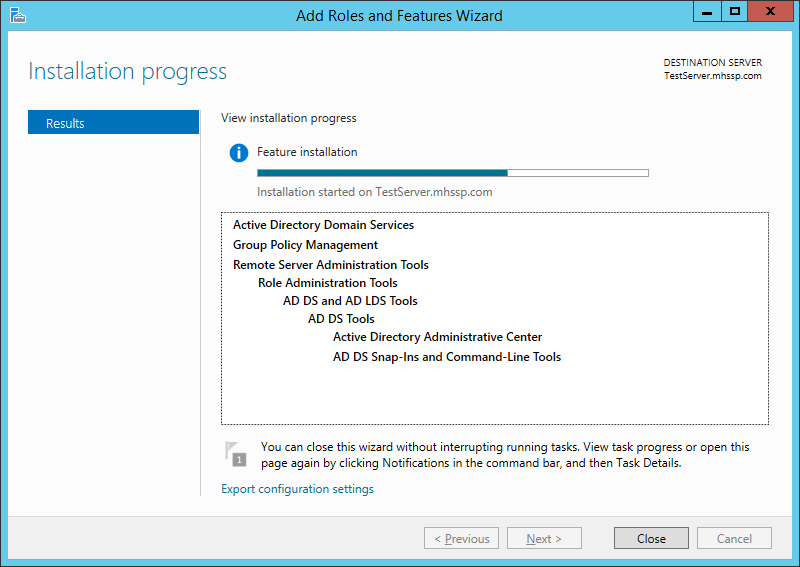 Add Roles and Features Wizard
Installation progress
DESTINATION SERVER
TestServer.mhssp.com
Results
View installation progress
Feature installation
Installation started on TestServer.mhssp.com
Active Directory Domain Services
Group Policy Management
Remote Server Administration Tools
Role Administration Tools
AD DS and AD LDS Tools
AD DS Tools
Active Directory Administrative Center
AD DS Snap-Ins and Command-Line Tools
1
You can close this wizard without interrupting running tasks. View task progress or open this
page again by clicking Notifications in the command bar, and then Task Details.
Export configuration settings
< Previous
Next >
Close
Cancel